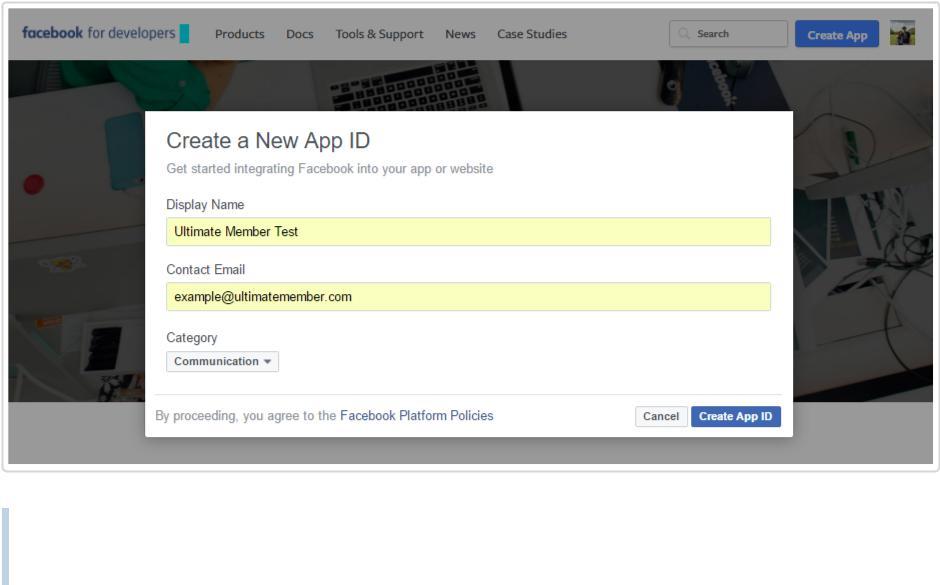 facebook for developers Products Docs Tools & Support News Case Studies Search Create App
facebook
Create a New App ID
Get started integrating Facebook into your app or website
Display Name
Ultimate Member Test
Contact Email
example@ultimatemember.com
Category
Communication
By proceeding, you agree to the Facebook Platform Policies Cancel Create App ID